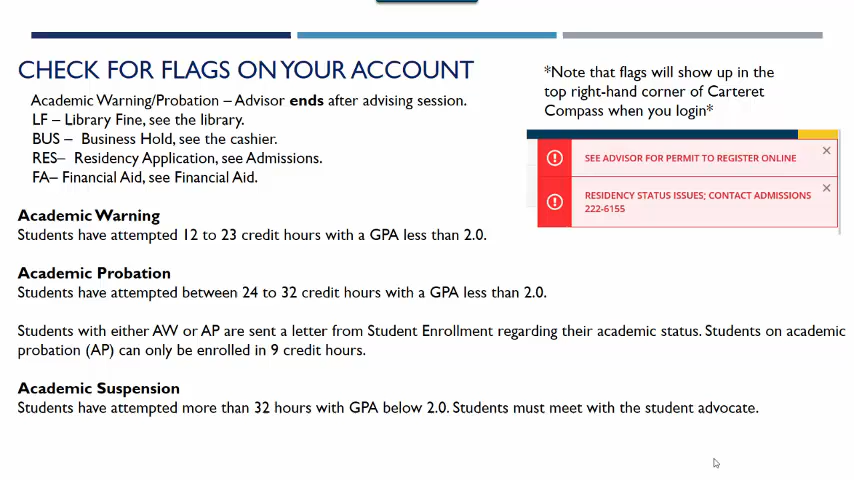 CHECK FOR FLAGS ON YOUR ACCOUNT
Academic Warning/Probation – Advisor ends after advising session.
LF – Library Fine, see the library.
BUS – Business Hold, see the cashier.
RES– Residency Application, see Admissions.
FA– Financial Aid, see Financial Aid.
*Note that flags will show up in the
top right-hand corner of Carteret
Compass when you login*
SEE ADVISOR FOR PERMIT TO REGISTER ONLINE
RESIDENCY STATUS ISSUES; CONTACT ADMISSIONS
222-6155
Academic Warning
Students have attempted 12 to 23 credit hours with a GPA less than 2.0.
Academic Probation
Students have attempted between 24 to 32 credit hours with a GPA less than 2.0.
Students with either AW or AP are sent a letter from Student Enrollment regarding their academic status. Students on academic
probation (AP) can only be enrolled in 9 credit hours.
Academic Suspension
Students have attempted more than 32 hours with GPA below 2.0. Students must meet with the student advocate.